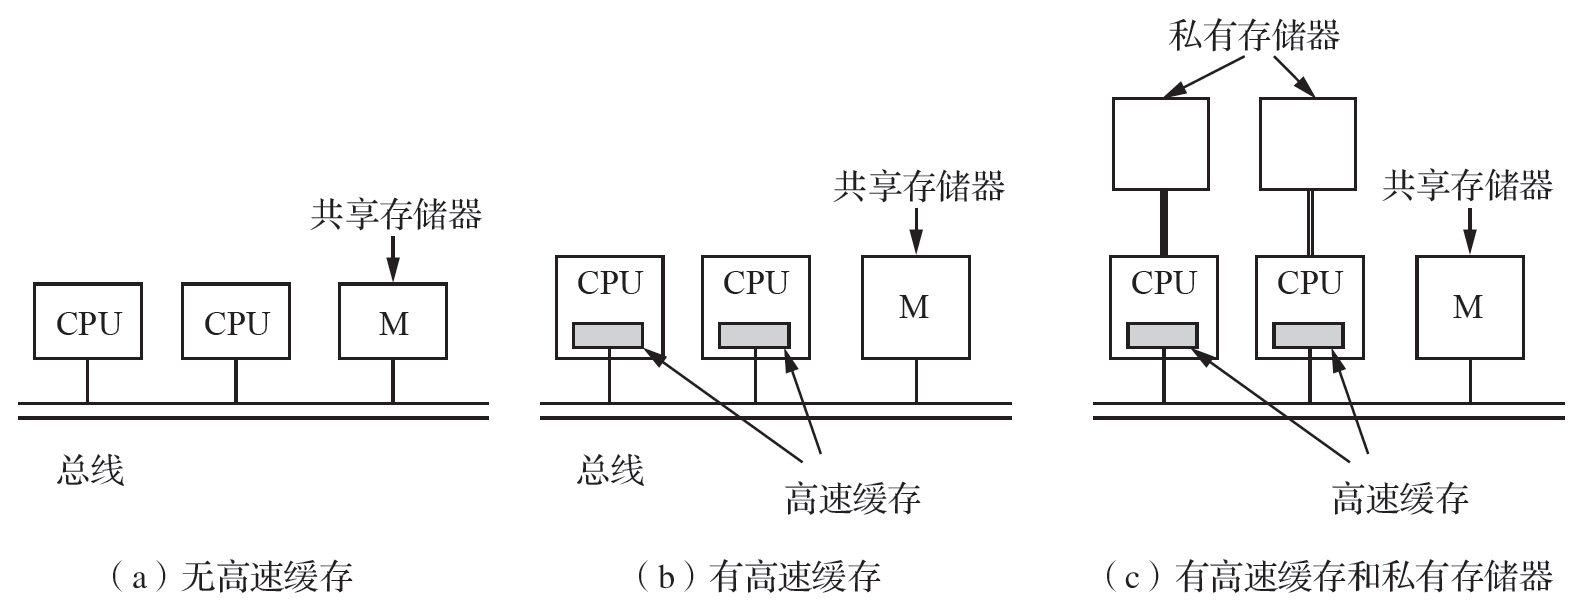 共享存储器
CPU
CPU
M
总线
（a）无高速缓存
共享存储器
CPU
CPU
M
总线
高速缓存
（b）有高速缓存
私有存储器
共享存储器
CPU
CPU
M
高速缓存
（c）有高速缓存和私有存储器